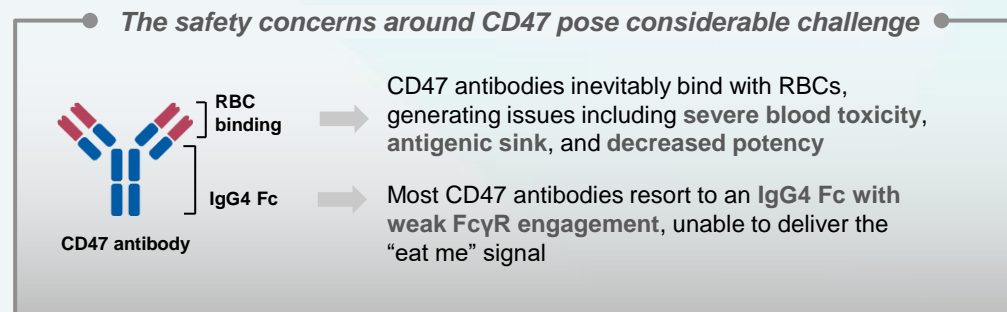 The safety concerns around CD47 pose considerable challenge
RBC
binding
IgG4 Fc
CD47 antibody
CD47 antibodies inevitably bind with RBCs,
generating issues including severe blood toxicity,
antigenic sink, and decreased potency
Most CD47 antibodies resort to an IgG4 Fc with
weak FcγR engagement, unable to deliver the
“eat me” signal